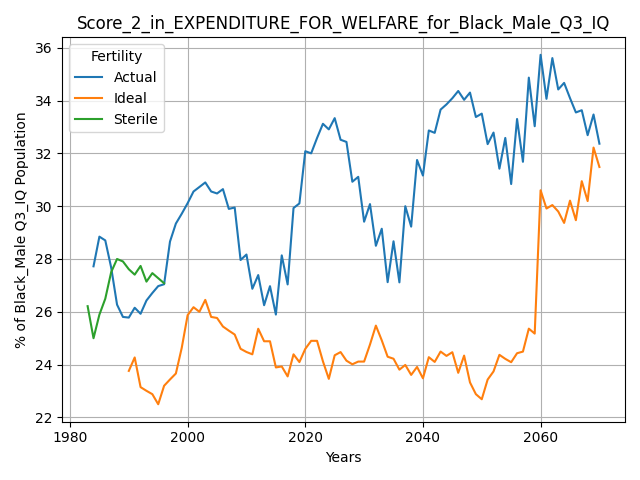 Score_2_in_EXPENDITURE_FOR_WELFARE_for_Black_Male_Q3_IQ
Fertility
Actual
Ideal
Sterile
% of Black_Male Q3_IQ Population
36
34
32
30
28
26
24
22
1980
2000
2020
2040
2060
Years